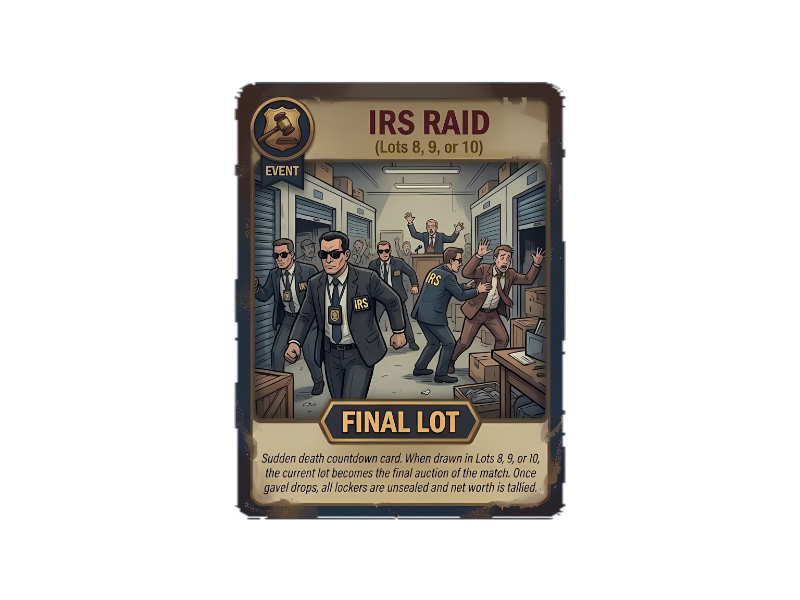 IRS RAID
(Lots 8, 9, or 10)
EVENT
IRS
IRS
IRS
FINAL LOT
Sudden death countdown card. When drawn in Lots 8, 9, or 10,
the current lot becomes the final auction of the match. Once
gavel drops, all lockers are unsealed and net worth is tallied.